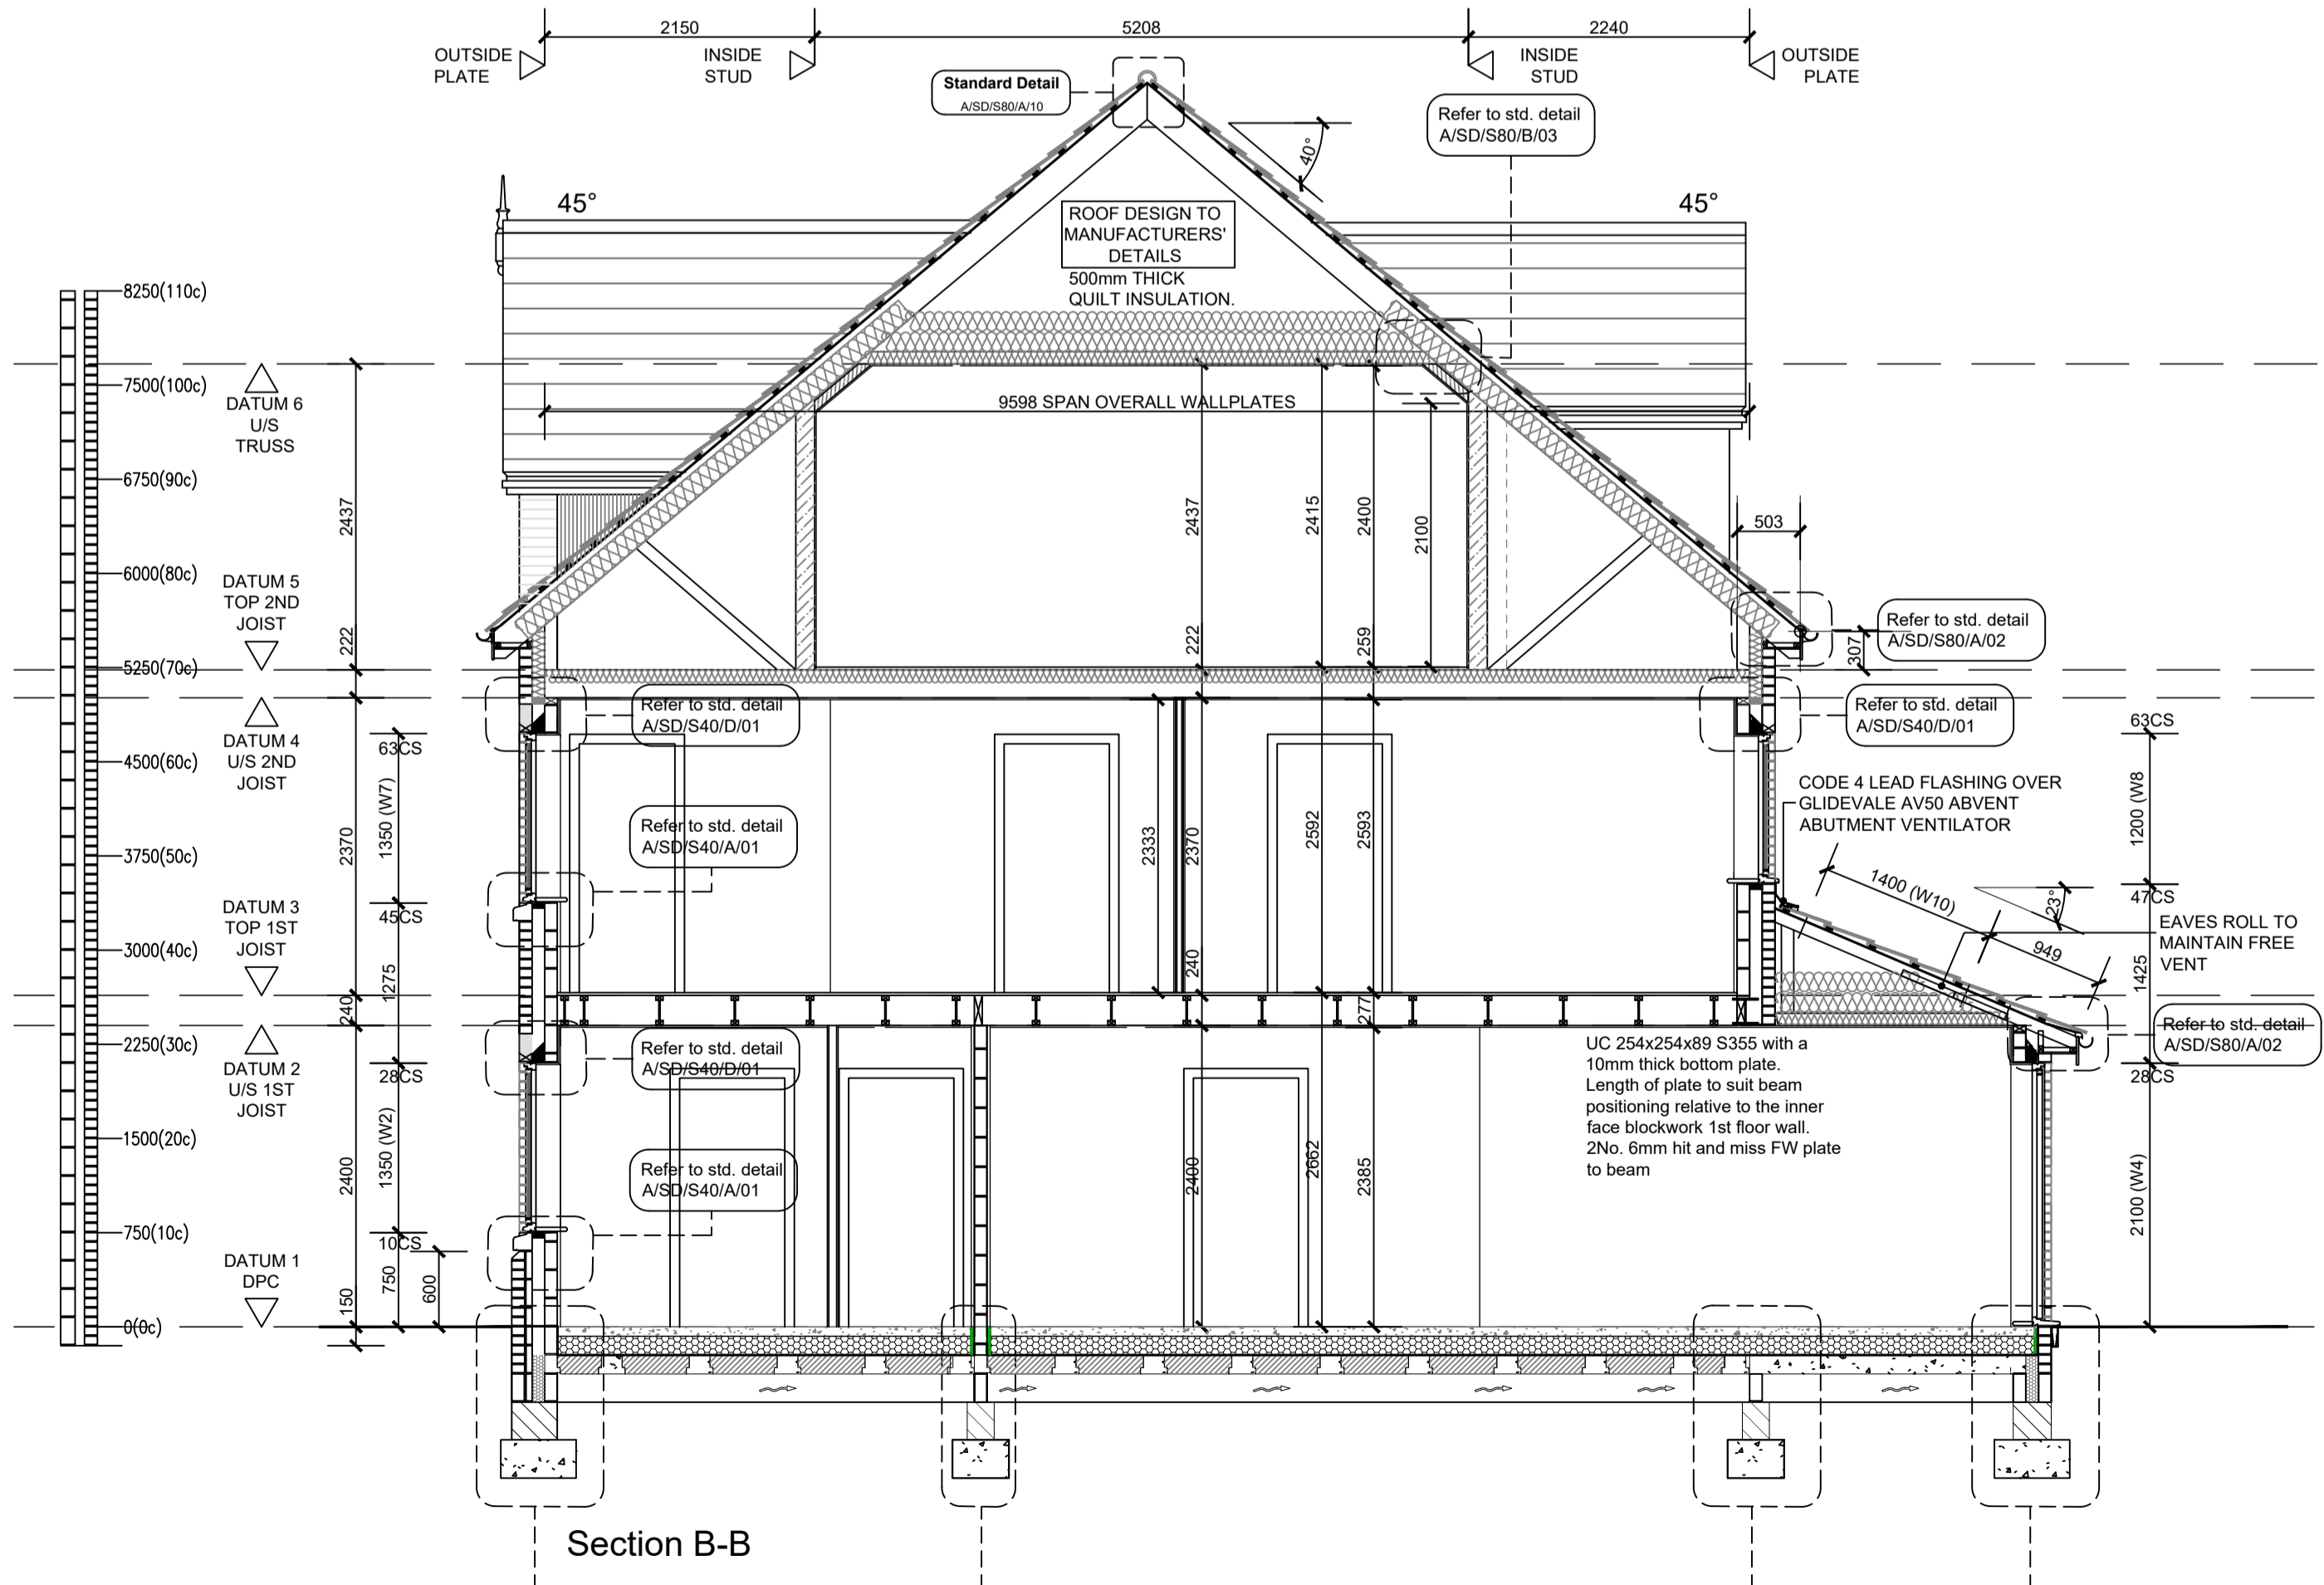 2150
5208
2240
OUTSIDE
PLATE
INSIDE
STUD
INSIDE
STUD
OUTSIDE
PLATE
Standard Detail
A/SD/S80/A/10
Refer to std. detail
A/SD/S80/B/03
40°
45°
45°
ROOF DESIGN TO
MANUFACTURERS'
DETAILS
500mm THICK
QUILT INSULATION.
9598 SPAN OVERALL WALLPLATES
8250(110c)
7500(100c)
6750(90c)
6000(80c)
5250(70c)
4500(60c)
3750(50c)
3000(40c)
2250(30c)
1500(20c)
750(10c)
0(0c)
DATUM 6
U/S
TRUSS
DATUM 5
TOP 2ND
JOIST
DATUM 4
U/S 2ND
JOIST
DATUM 3
TOP 1ST
JOIST
DATUM 2
U/S 1ST
JOIST
DATUM 1
DPC
2437
222
2370
240
2400
150
63CS
1350 (W7)
45CS
1275
28CS
1350 (W2)
10CS
750
600
2437
2415
2400
2100
222
259
503
307
Refer to std. detail
A/SD/S80/A/02
Refer to std. detail
A/SD/S40/D/01
Refer to std. detail
A/SD/S40/D/01
Refer to std. detail
A/SD/S40/A/01
2333
2370
2592
2593
240
277
CODE 4 LEAD FLASHING OVER
GLIDEVALE AV50 ABVENT
ABUTMENT VENTILATOR
1400 (W10)
949
23°
EAVES ROLL TO
MAINTAIN FREE
VENT
63CS
1200 (W8)
47CS
1425
28CS
2100 (W4)
Refer to std. detail
A/SD/S80/A/02
Refer to std. detail
A/SD/S40/D/01
Refer to std. detail
A/SD/S40/A/01
2400
2662
2385
UC 254x254x89 S355 with a
10mm thick bottom plate.
Length of plate to suit beam
positioning relative to the inner
face blockwork 1st floor wall.
2No. 6mm hit and miss FW plate
to beam
Section B-B